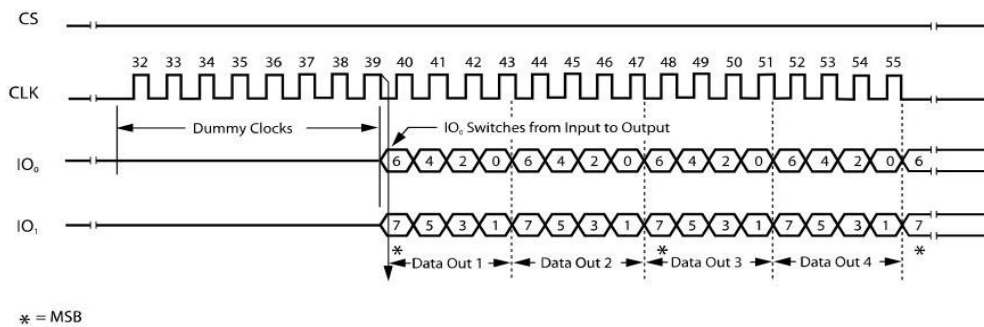 CS
32 33 34 35 36 37 38 39 40 41 42 43 44 45 46 47 48 49 50 51 52 53 54 55
CLK
Dummy Clocks
IO₀ Switches from Input to Output
IO₀ 6 4 2 0 6 4 2 0 6 4 2 0 6 4 2 0 6
IO₁ 7 5 3 1 7 5 3 1 7 5 3 1 7 5 3 1 7
* * *
Data Out 1 Data Out 2 Data Out 3 Data Out 4
* = MSB